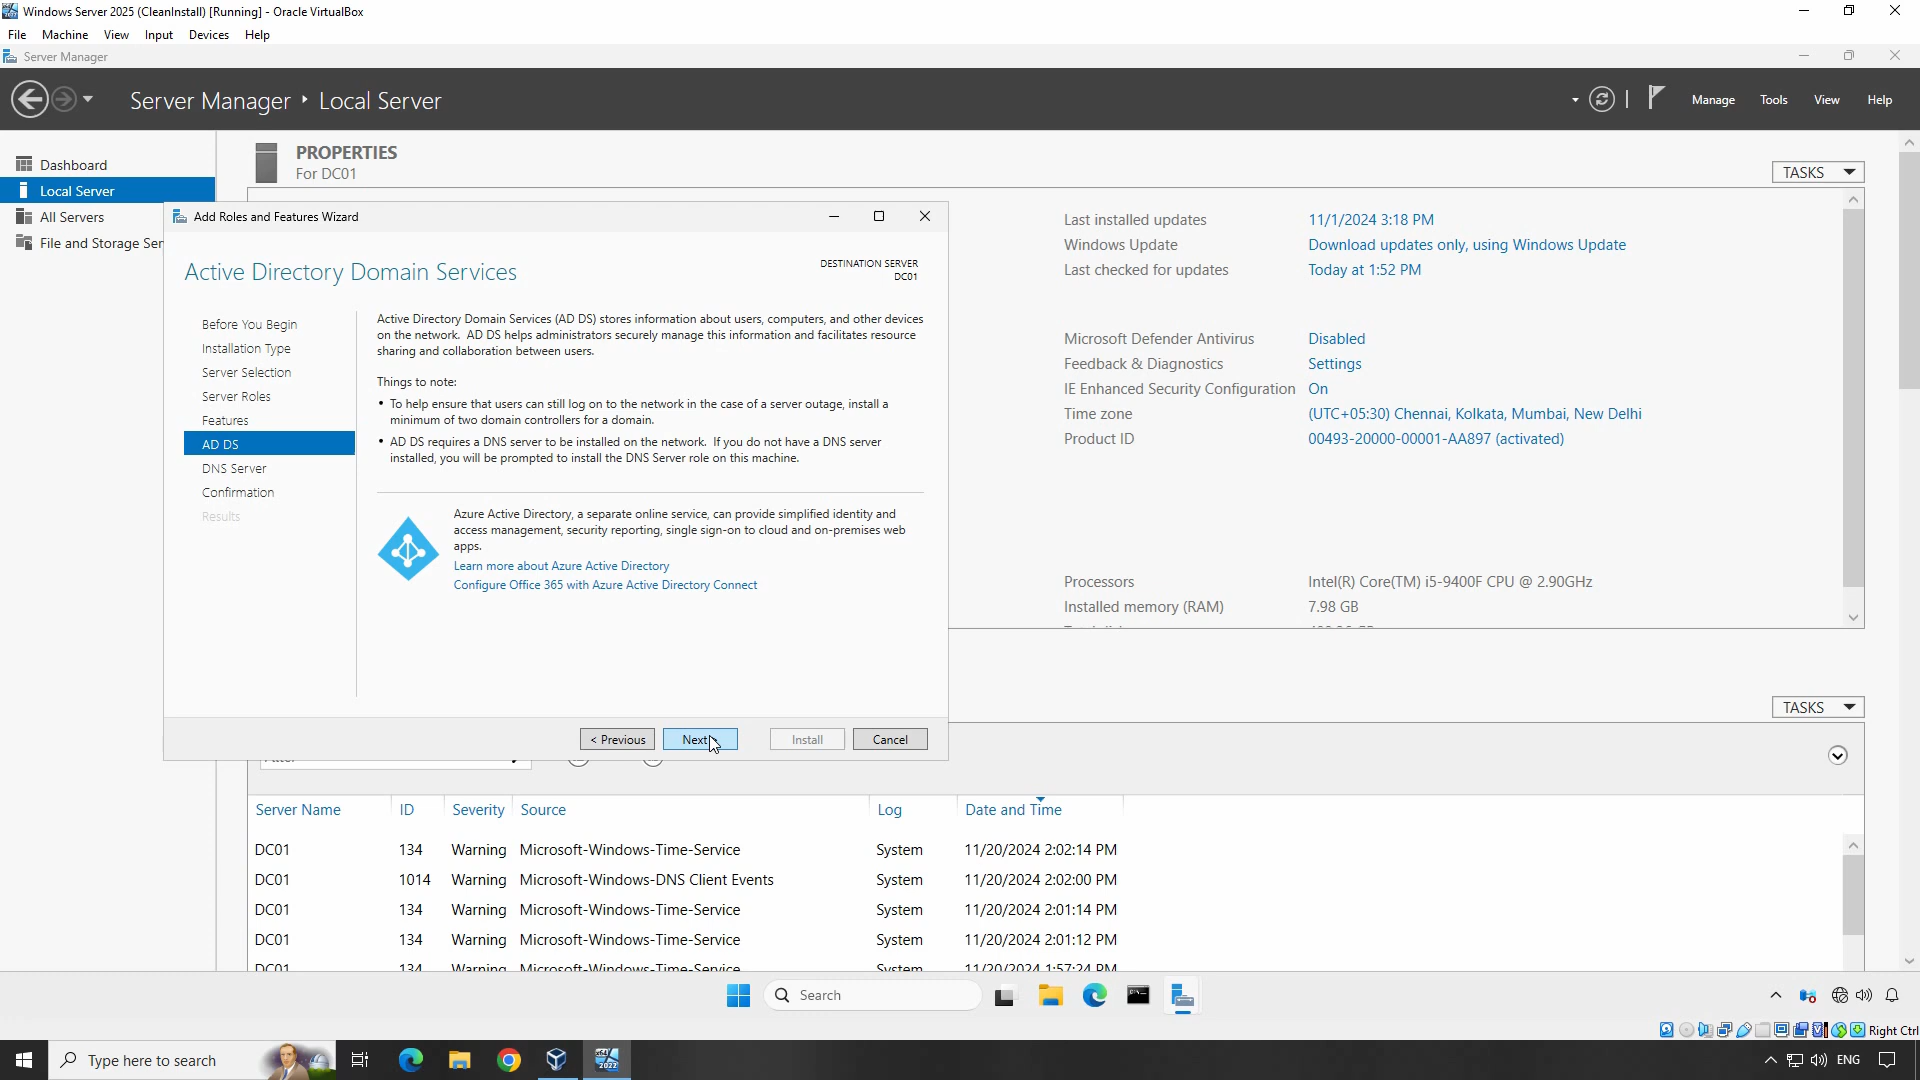 Windows Server 2025 (CleanInstall) [Running] - Oracle VirtualBox
File Machine View Input Devices Help
Server Manager
Server Manager ‣ Local Server
Manage Tools View Help
Dashboard
Local Server
All Servers
File and Storage Ser
PROPERTIES
For DC01
TASKS
Last installed updates 11/1/2024 3:18 PM
Windows Update Download updates only, using Windows Update
Last checked for updates Today at 1:52 PM
Microsoft Defender Antivirus Disabled
Feedback & Diagnostics Settings
IE Enhanced Security Configuration On
Time zone (UTC+05:30) Chennai, Kolkata, Mumbai, New Delhi
Product ID 00493-20000-00001-AA897 (activated)
Processors Intel(R) Core(TM) i5-9400F CPU @ 2.90GHz
Installed memory (RAM) 7.98 GB
Add Roles and Features Wizard
Active Directory Domain Services
DESTINATION SERVER
DC01
Before You Begin
Installation Type
Server Selection
Server Roles
Features
AD DS
DNS Server
Confirmation
Results
Active Directory Domain Services (AD DS) stores information about users, computers, and other devices
on the network. AD DS helps administrators securely manage this information and facilitates resource
sharing and collaboration between users.
Things to note:
• To help ensure that users can still log on to the network in the case of a server outage, install a
minimum of two domain controllers for a domain.
• AD DS requires a DNS server to be installed on the network. If you do not have a DNS server
installed, you will be prompted to install the DNS Server role on this machine.
Azure Active Directory, a separate online service, can provide simplified identity and
access management, security reporting, single sign-on to cloud and on-premises web
apps.
Learn more about Azure Active Directory
Configure Office 365 with Azure Active Directory Connect
< Previous Next Install Cancel
TASKS
Server Name ID Severity Source Log Date and Time
DC01 134 Warning Microsoft-Windows-Time-Service System 11/20/2024 2:02:14 PM
DC01 1014 Warning Microsoft-Windows-DNS Client Events System 11/20/2024 2:02:00 PM
DC01 134 Warning Microsoft-Windows-Time-Service System 11/20/2024 2:01:14 PM
DC01 134 Warning Microsoft-Windows-Time-Service System 11/20/2024 2:01:12 PM
DC01 134 Warning Microsoft-Windows-Time-Service System 11/20/2024 1:57:24 PM
Search
Right Ctrl
Type here to search
x64
2022
ENG